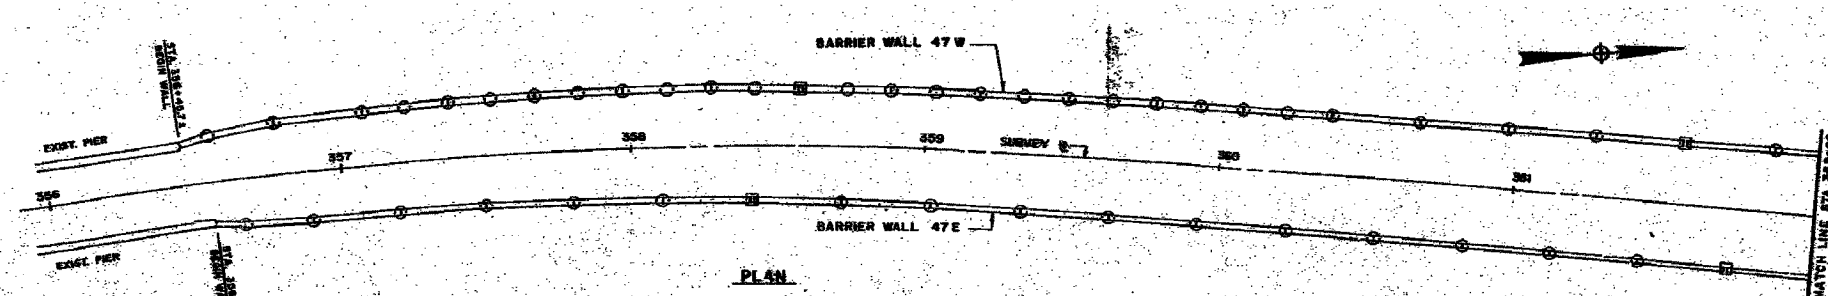 BARRIER WALL 47 W
BEGIN WALL
EXIST. PIER
356
357
358
359
SURVEY
360
361
BARRIER WALL 47 E
EXIST. PIER
PLAN
MATCH LINE STA